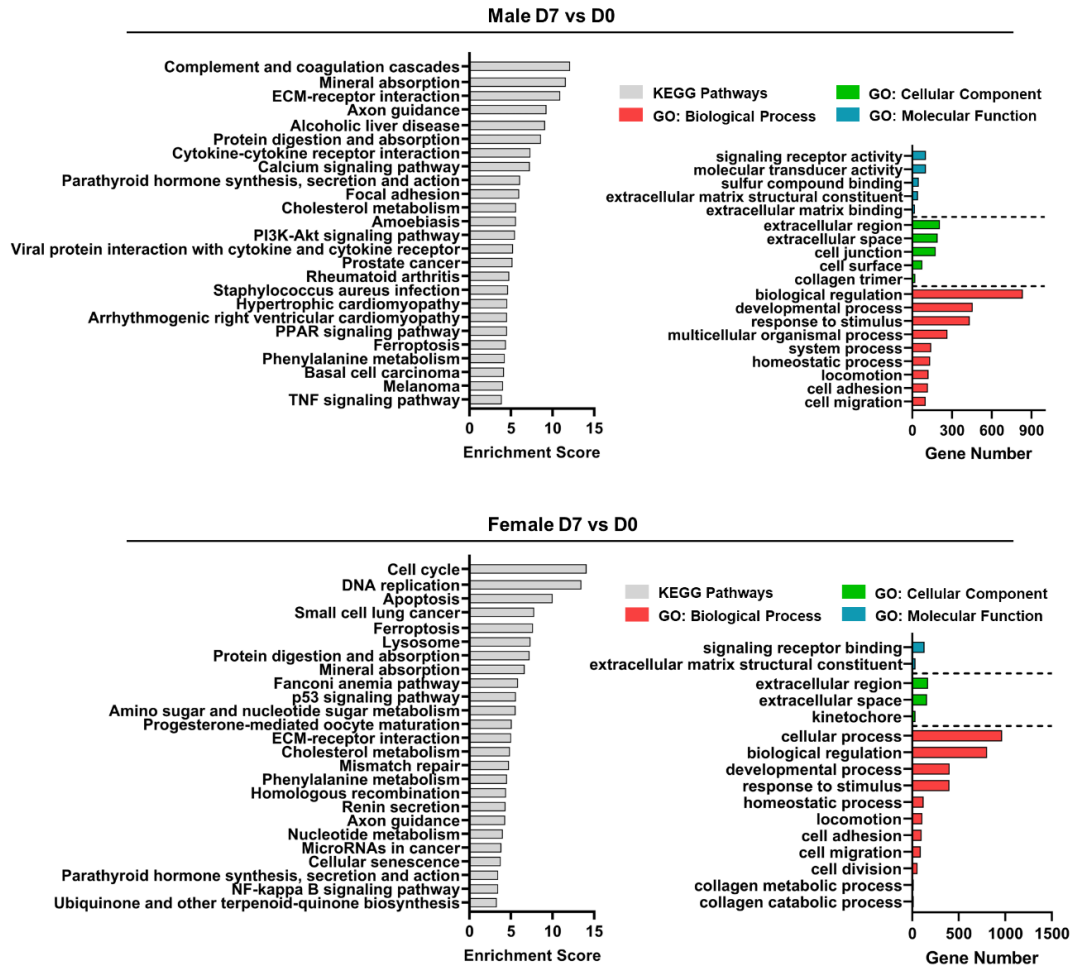 Male D7 vs D0
Complement and coagulation cascades
Mineral absorption
ECM-receptor interaction
Axon guidance
Alcoholic liver disease
Protein digestion and absorption
Cytokine-cytokine receptor interaction
Calcium signaling pathway
Parathyroid hormone synthesis, secretion and action
Focal adhesion
Cholesterol metabolism
Amoebiasis
PI3K-Akt signaling pathway
Viral protein interaction with cytokine and cytokine receptor
Prostate cancer
Rheumatoid arthritis
Staphylococcus aureus infection
Hypertrophic cardiomyopathy
Arrhythmogenic right ventricular cardiomyopathy
PPAR signaling pathway
Ferroptosis
Phenylalanine metabolism
Basal cell carcinoma
Melanoma
TNF signaling pathway
0 5 10 15
Enrichment Score
KEGG Pathways
GO: Biological Process
GO: Cellular Component
GO: Molecular Function
signaling receptor activity
molecular transducer activity
sulfur compound binding
extracellular matrix structural constituent
extracellular matrix binding
extracellular region
extracellular space
cell junction
cell surface
collagen trimer
biological regulation
developmental process
response to stimulus
multicellular organismal process
system process
homeostatic process
locomotion
cell adhesion
cell migration
0 300 600 900
Gene Number
Female D7 vs D0
Cell cycle
DNA replication
Apoptosis
Small cell lung cancer
Ferroptosis
Lysosome
Protein digestion and absorption
Mineral absorption
Fanconi anemia pathway
p53 signaling pathway
Amino sugar and nucleotide sugar metabolism
Progesterone-mediated oocyte maturation
ECM-receptor interaction
Cholesterol metabolism
Mismatch repair
Phenylalanine metabolism
Homologous recombination
Renin secretion
Axon guidance
Nucleotide metabolism
MicroRNAs in cancer
Cellular senescence
Parathyroid hormone synthesis, secretion and action
NF-kappa B signaling pathway
Ubiquinone and other terpenoid-quinone biosynthesis
0 5 10 15
Enrichment Score
KEGG Pathways
GO: Biological Process
GO: Cellular Component
GO: Molecular Function
signaling receptor binding
extracellular matrix structural constituent
extracellular region
extracellular space
kinetochore
cellular process
biological regulation
developmental process
response to stimulus
homeostatic process
locomotion
cell adhesion
cell migration
cell division
collagen metabolic process
collagen catabolic process
0 500 1000 1500
Gene Number